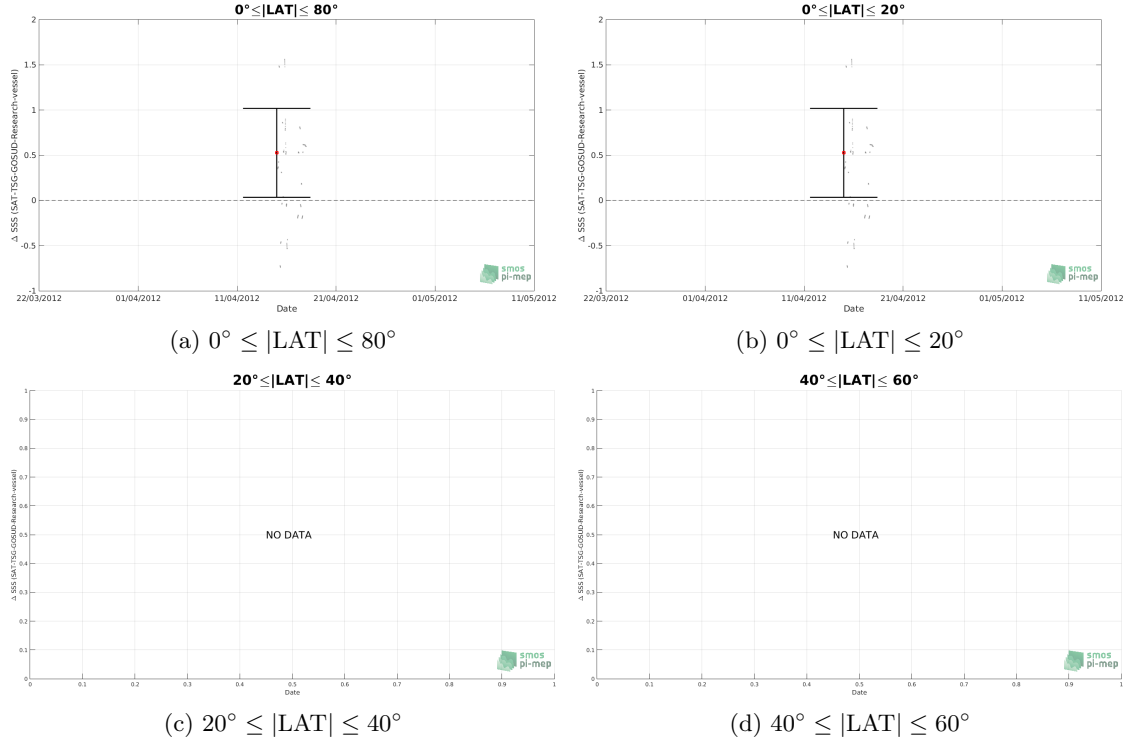 0°≤|LAT|≤ 80°
Δ SSS (SAT-TSG-GOSUD-Research-vessel)
2
1.5
1
0.5
0
-0.5
-1
22/03/2012 01/04/2012 11/04/2012 21/04/2012 01/05/2012 11/05/2012
Date
smos
pi-mep
(a) 0° ≤ |LAT| ≤ 80°
0°≤|LAT|≤ 20°
Δ SSS (SAT-TSG-GOSUD-Research-vessel)
2
1.5
1
0.5
0
-0.5
-1
22/03/2012 01/04/2012 11/04/2012 21/04/2012 01/05/2012 11/05/2012
Date
smos
pi-mep
(b) 0° ≤ |LAT| ≤ 20°
20°≤|LAT|≤ 40°
Δ SSS (SAT-TSG-GOSUD-Research-vessel)
1
0.9
0.8
0.7
0.6
0.5
0.4
0.3
0.2
0.1
0
NO DATA
0 0.1 0.2 0.3 0.4 0.5 0.6 0.7 0.8 0.9 1
Date
smos
pi-mep
(c) 20° ≤ |LAT| ≤ 40°
40°≤|LAT|≤ 60°
Δ SSS (SAT-TSG-GOSUD-Research-vessel)
1
0.9
0.8
0.7
0.6
0.5
0.4
0.3
0.2
0.1
0
NO DATA
0 0.1 0.2 0.3 0.4 0.5 0.6 0.7 0.8 0.9 1
Date
smos
pi-mep
(d) 40° ≤ |LAT| ≤ 60°